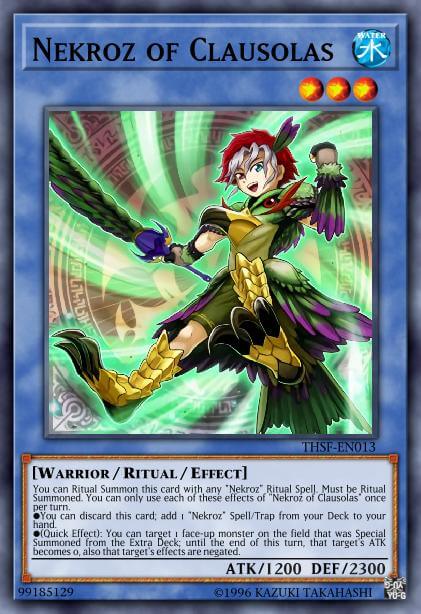 NEKROZ OF CLAUSOLAS
WATER
水
THSF-EN013
[WARRIOR / RITUAL / EFFECT]
You can Ritual Summon this card with any "Nekroz" Ritual Spell. Must be Ritual
Summoned. You can only use each of these effects of "Nekroz of Clausolas" once
per turn.
●You can discard this card; add 1 "Nekroz" Spell/Trap from your Deck to your
hand.
●(Quick Effect): You can target 1 face-up monster on the field that was Special
Summoned from the Extra Deck; until the end of this turn, that target's ATK
becomes 0, also that target's effects are negated.
ATK/1200 DEF/2300
99185129 ©1996 KAZUKI TAKAHASHI